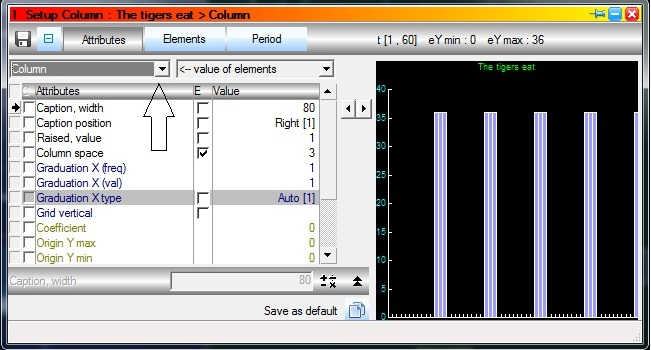 Setup Column : The tigers eat > Column
Attributes
Elements
Period
t [1 , 60]   eY min : 0   eY max : 36
Column
<-- value of elements
Attributes E Value
Caption, width 80
Caption position Right [1]
Raised, value 1
Column space 3
Graduation X (freq) 1
Graduation X (val) 1
Graduation X type Auto [1]
Grid vertical
Coefficient 0
Origin Y max 0
Origin Y min 0
Caption, width 80
Save as default
The tigers eat
40
35
30
25
20
15
10
5
0